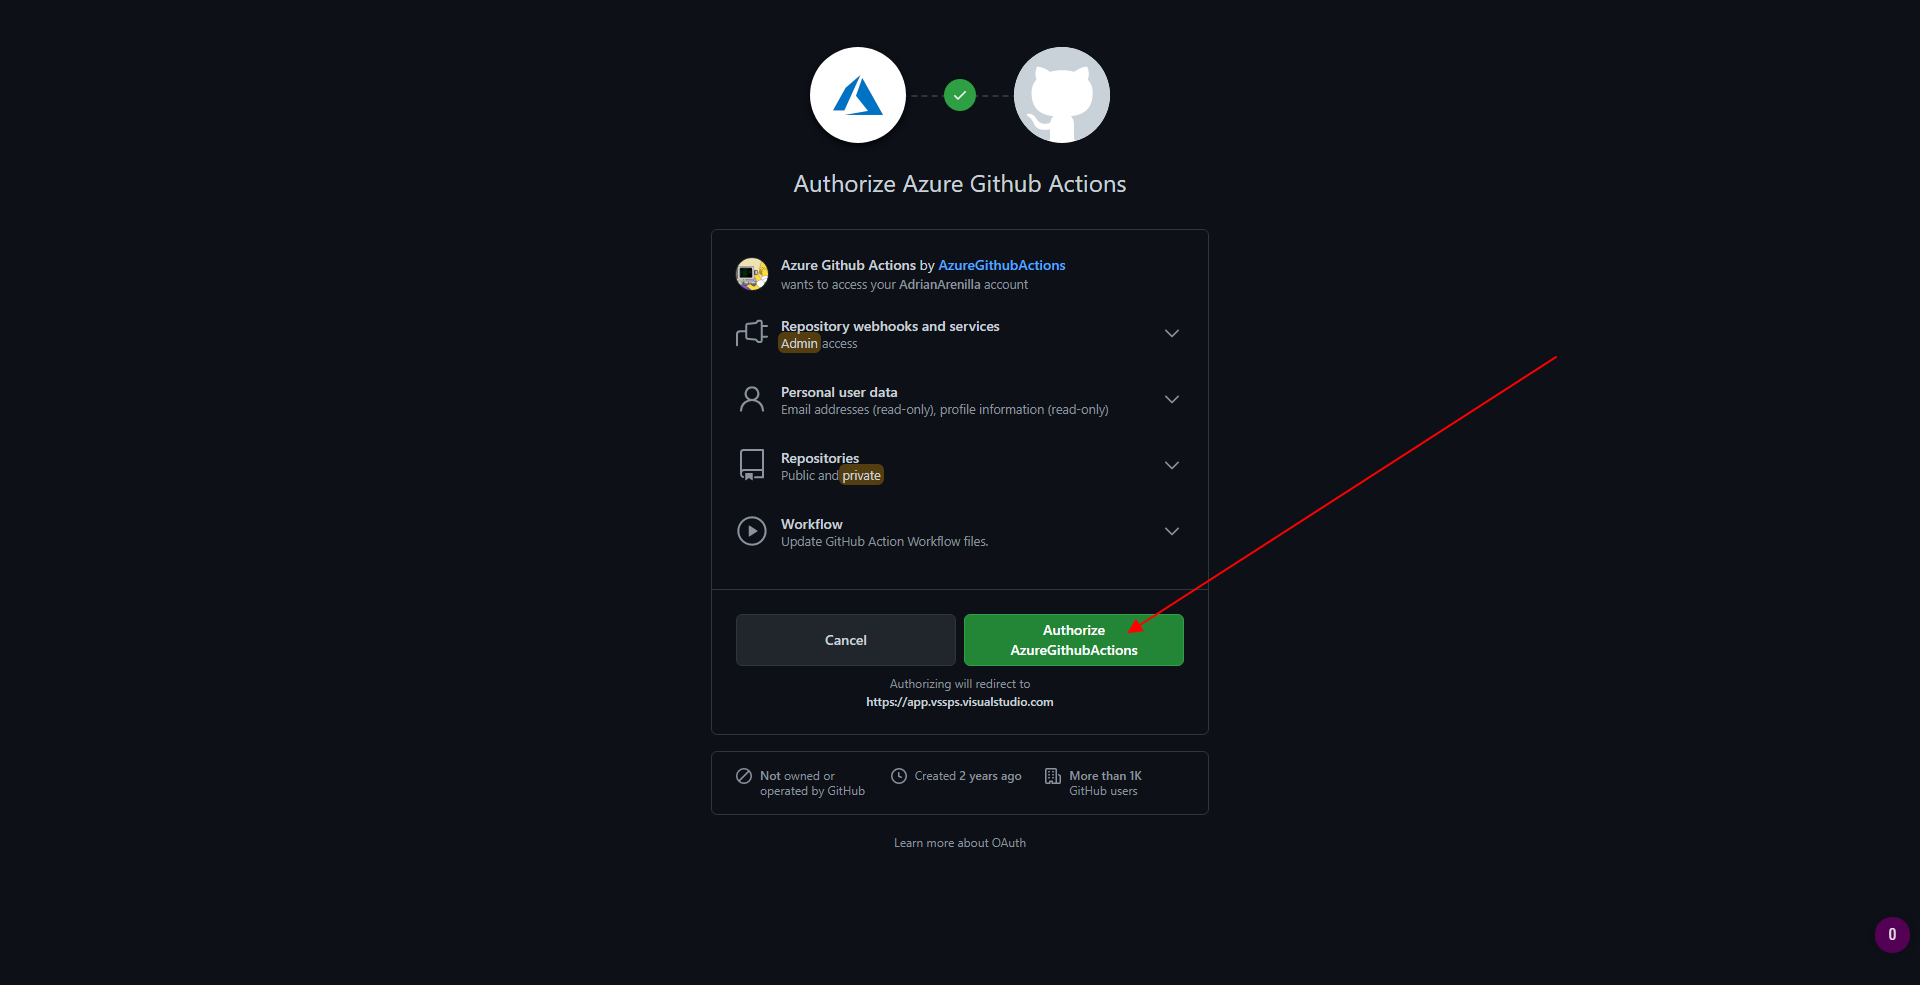 Authorize Azure Github Actions
Azure Github Actions by AzureGithubActions
wants to access your AdrianArenilla account
Repository webhooks and services
Admin access
Personal user data
Email addresses (read-only), profile information (read-only)
Repositories
Public and private
Workflow
Update GitHub Action Workflow files.
Cancel
Authorize
AzureGithubActions
Authorizing will redirect to
https://app.vssps.visualstudio.com
Not owned or
operated by GitHub
Created 2 years ago
More than 1K
GitHub users
Learn more about OAuth
0